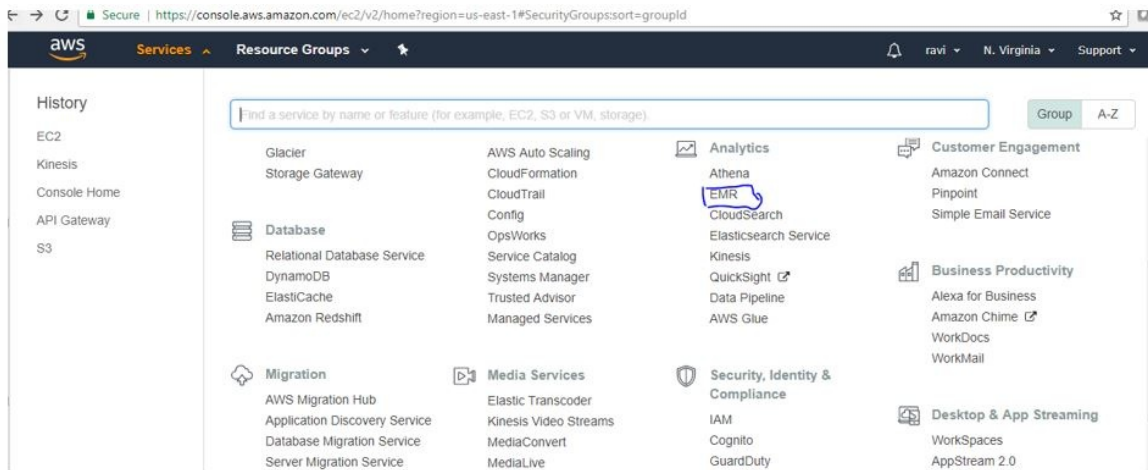 Secure | https://console.aws.amazon.com/ec2/v2/home?region=us-east-1#SecurityGroups:sort=groupId
aws Services Resource Groups ravi N. Virginia Support
History
EC2
Kinesis
Console Home
API Gateway
S3
Find a service by name or feature (for example, EC2, S3 or VM, storage).
Group A-Z
Glacier
Storage Gateway
Database
Relational Database Service
DynamoDB
ElastiCache
Amazon Redshift
Migration
AWS Migration Hub
Application Discovery Service
Database Migration Service
Server Migration Service
AWS Auto Scaling
CloudFormation
CloudTrail
Config
OpsWorks
Service Catalog
Systems Manager
Trusted Advisor
Managed Services
Media Services
Elastic Transcoder
Kinesis Video Streams
MediaConvert
MediaLive
Analytics
Athena
EMR
CloudSearch
Elasticsearch Service
Kinesis
QuickSight
Data Pipeline
AWS Glue
Security, Identity &
Compliance
IAM
Cognito
GuardDuty
Customer Engagement
Amazon Connect
Pinpoint
Simple Email Service
Business Productivity
Alexa for Business
Amazon Chime
WorkDocs
WorkMail
Desktop & App Streaming
WorkSpaces
AppStream 2.0